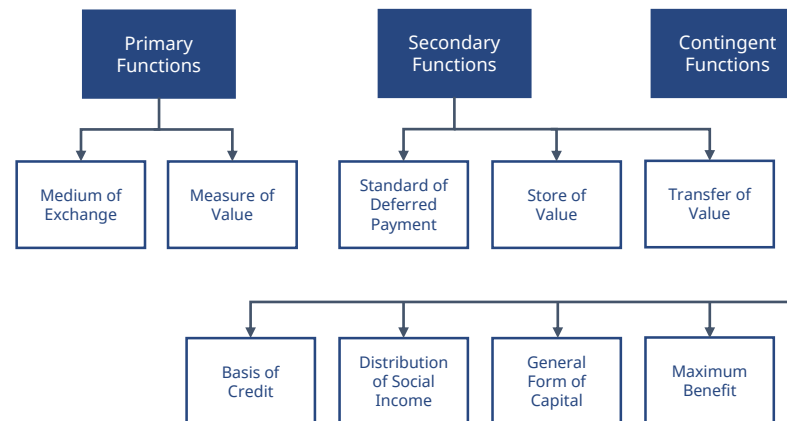 Primary
Functions
Secondary
Functions
Contingent
Functions
Medium of
Exchange
Measure of
Value
Standard of
Deferred
Payment
Store of
Value
Transfer of
Value
Basis of
Credit
Distribution
of Social
Income
General
Form of
Capital
Maximum
Benefit